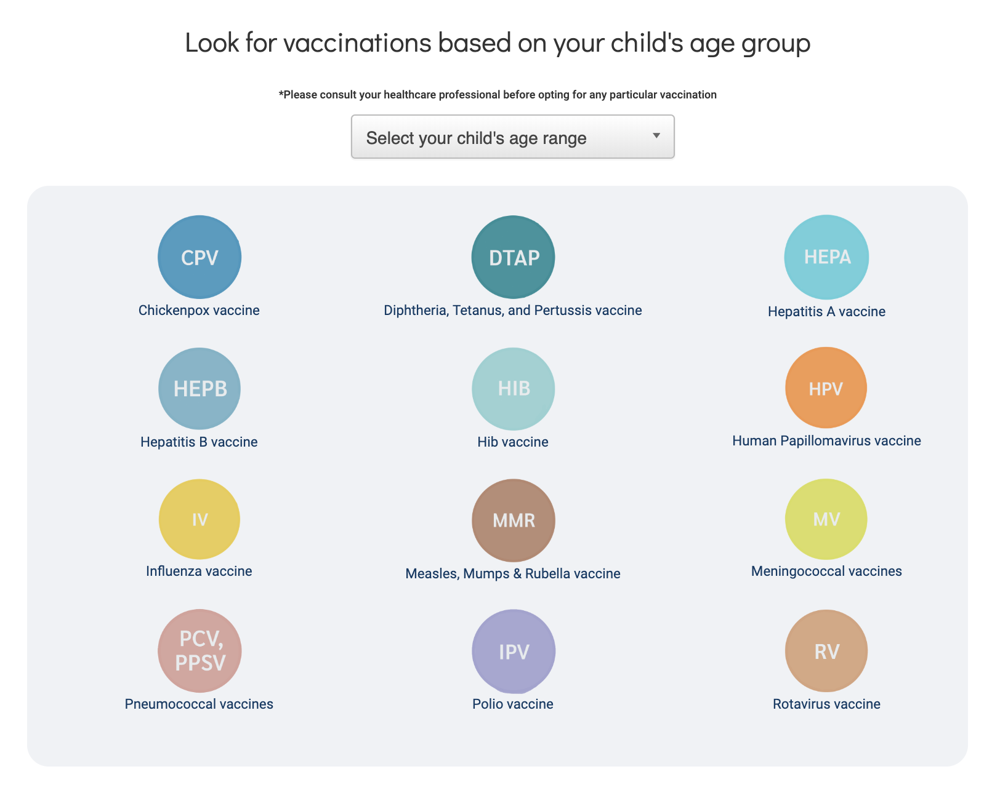 Look for vaccinations based on your child's age group
*Please consult your healthcare professional before opting for any particular vaccination
Select your child's age range
CPV
Chickenpox vaccine
DTAP
Diphtheria, Tetanus, and Pertussis vaccine
HEPA
Hepatitis A vaccine
HEPB
Hepatitis B vaccine
HIB
Hib vaccine
HPV
Human Papillomavirus vaccine
IV
Influenza vaccine
MMR
Measles, Mumps & Rubella vaccine
MV
Meningococcal vaccines
PCV,
PPSV
Pneumococcal vaccines
IPV
Polio vaccine
RV
Rotavirus vaccine